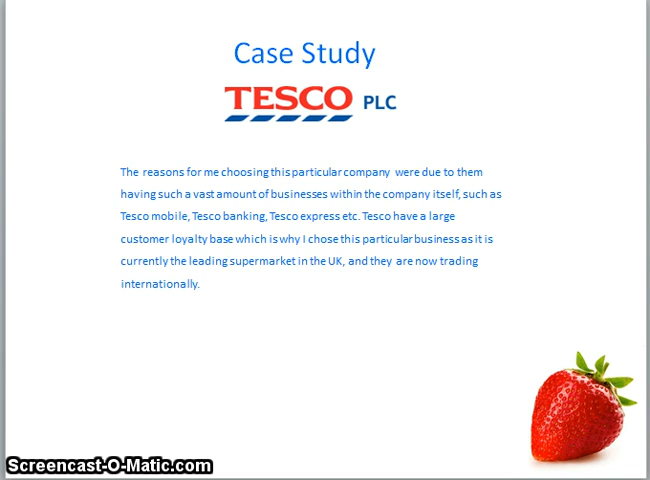 Case Study
TESCO PLC
The reasons for me choosing this particular company were due to them
having such a vast amount of businesses within the company itself, such as
Tesco mobile, Tesco banking, Tesco express etc. Tesco have a large
customer loyalty base which is why I chose this particular business as it is
currently the leading supermarket in the UK, and they are now trading
internationally.
Screencast-O-Matic.com